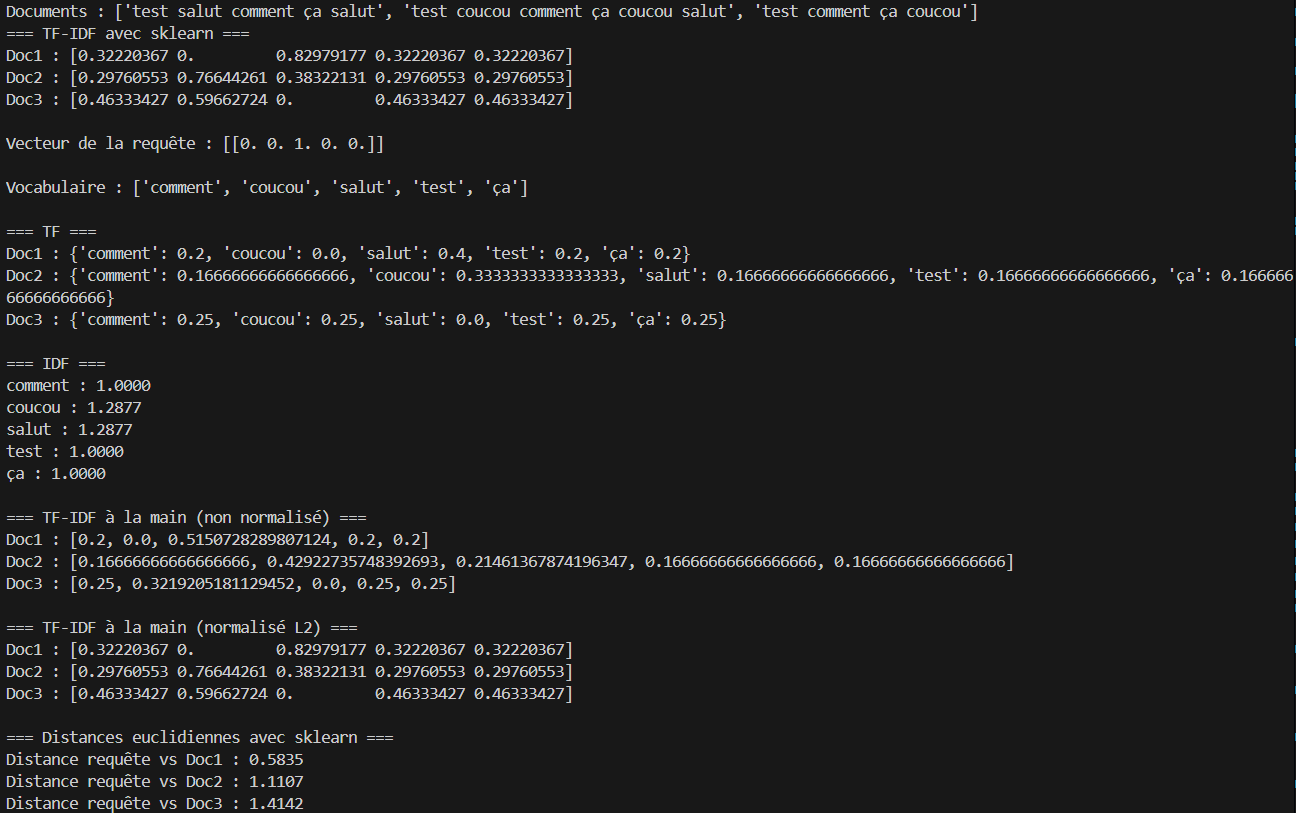 Documents : ['test salut comment ça salut', 'test coucou comment ça coucou salut', 'test comment ça coucou']
=== TF-IDF avec sklearn ===
Doc1 : [0.32220367 0.         0.82979177 0.32220367 0.32220367]
Doc2 : [0.29760553 0.76644261 0.38322131 0.29760553 0.29760553]
Doc3 : [0.46333427 0.59662724 0.         0.46333427 0.46333427]

Vecteur de la requête : [[0. 0. 1. 0. 0.]]

Vocabulaire : ['comment', 'coucou', 'salut', 'test', 'ça']

=== TF ===
Doc1 : {'comment': 0.2, 'coucou': 0.0, 'salut': 0.4, 'test': 0.2, 'ça': 0.2}
Doc2 : {'comment': 0.16666666666666666, 'coucou': 0.3333333333333333, 'salut': 0.16666666666666666, 'test': 0.16666666666666666, 'ça': 0.166666
66666666666}
Doc3 : {'comment': 0.25, 'coucou': 0.25, 'salut': 0.0, 'test': 0.25, 'ça': 0.25}

=== IDF ===
comment : 1.0000
coucou : 1.2877
salut : 1.2877
test : 1.0000
ça : 1.0000

=== TF-IDF à la main (non normalisé) ===
Doc1 : [0.2, 0.0, 0.5150728289807124, 0.2, 0.2]
Doc2 : [0.16666666666666666, 0.42922735748392693, 0.21461367874196347, 0.16666666666666666, 0.16666666666666666]
Doc3 : [0.25, 0.3219205181129452, 0.0, 0.25, 0.25]

=== TF-IDF à la main (normalisé L2) ===
Doc1 : [0.32220367 0.         0.82979177 0.32220367 0.32220367]
Doc2 : [0.29760553 0.76644261 0.38322131 0.29760553 0.29760553]
Doc3 : [0.46333427 0.59662724 0.         0.46333427 0.46333427]

=== Distances euclidiennes avec sklearn ===
Distance requête vs Doc1 : 0.5835
Distance requête vs Doc2 : 1.1107
Distance requête vs Doc3 : 1.4142